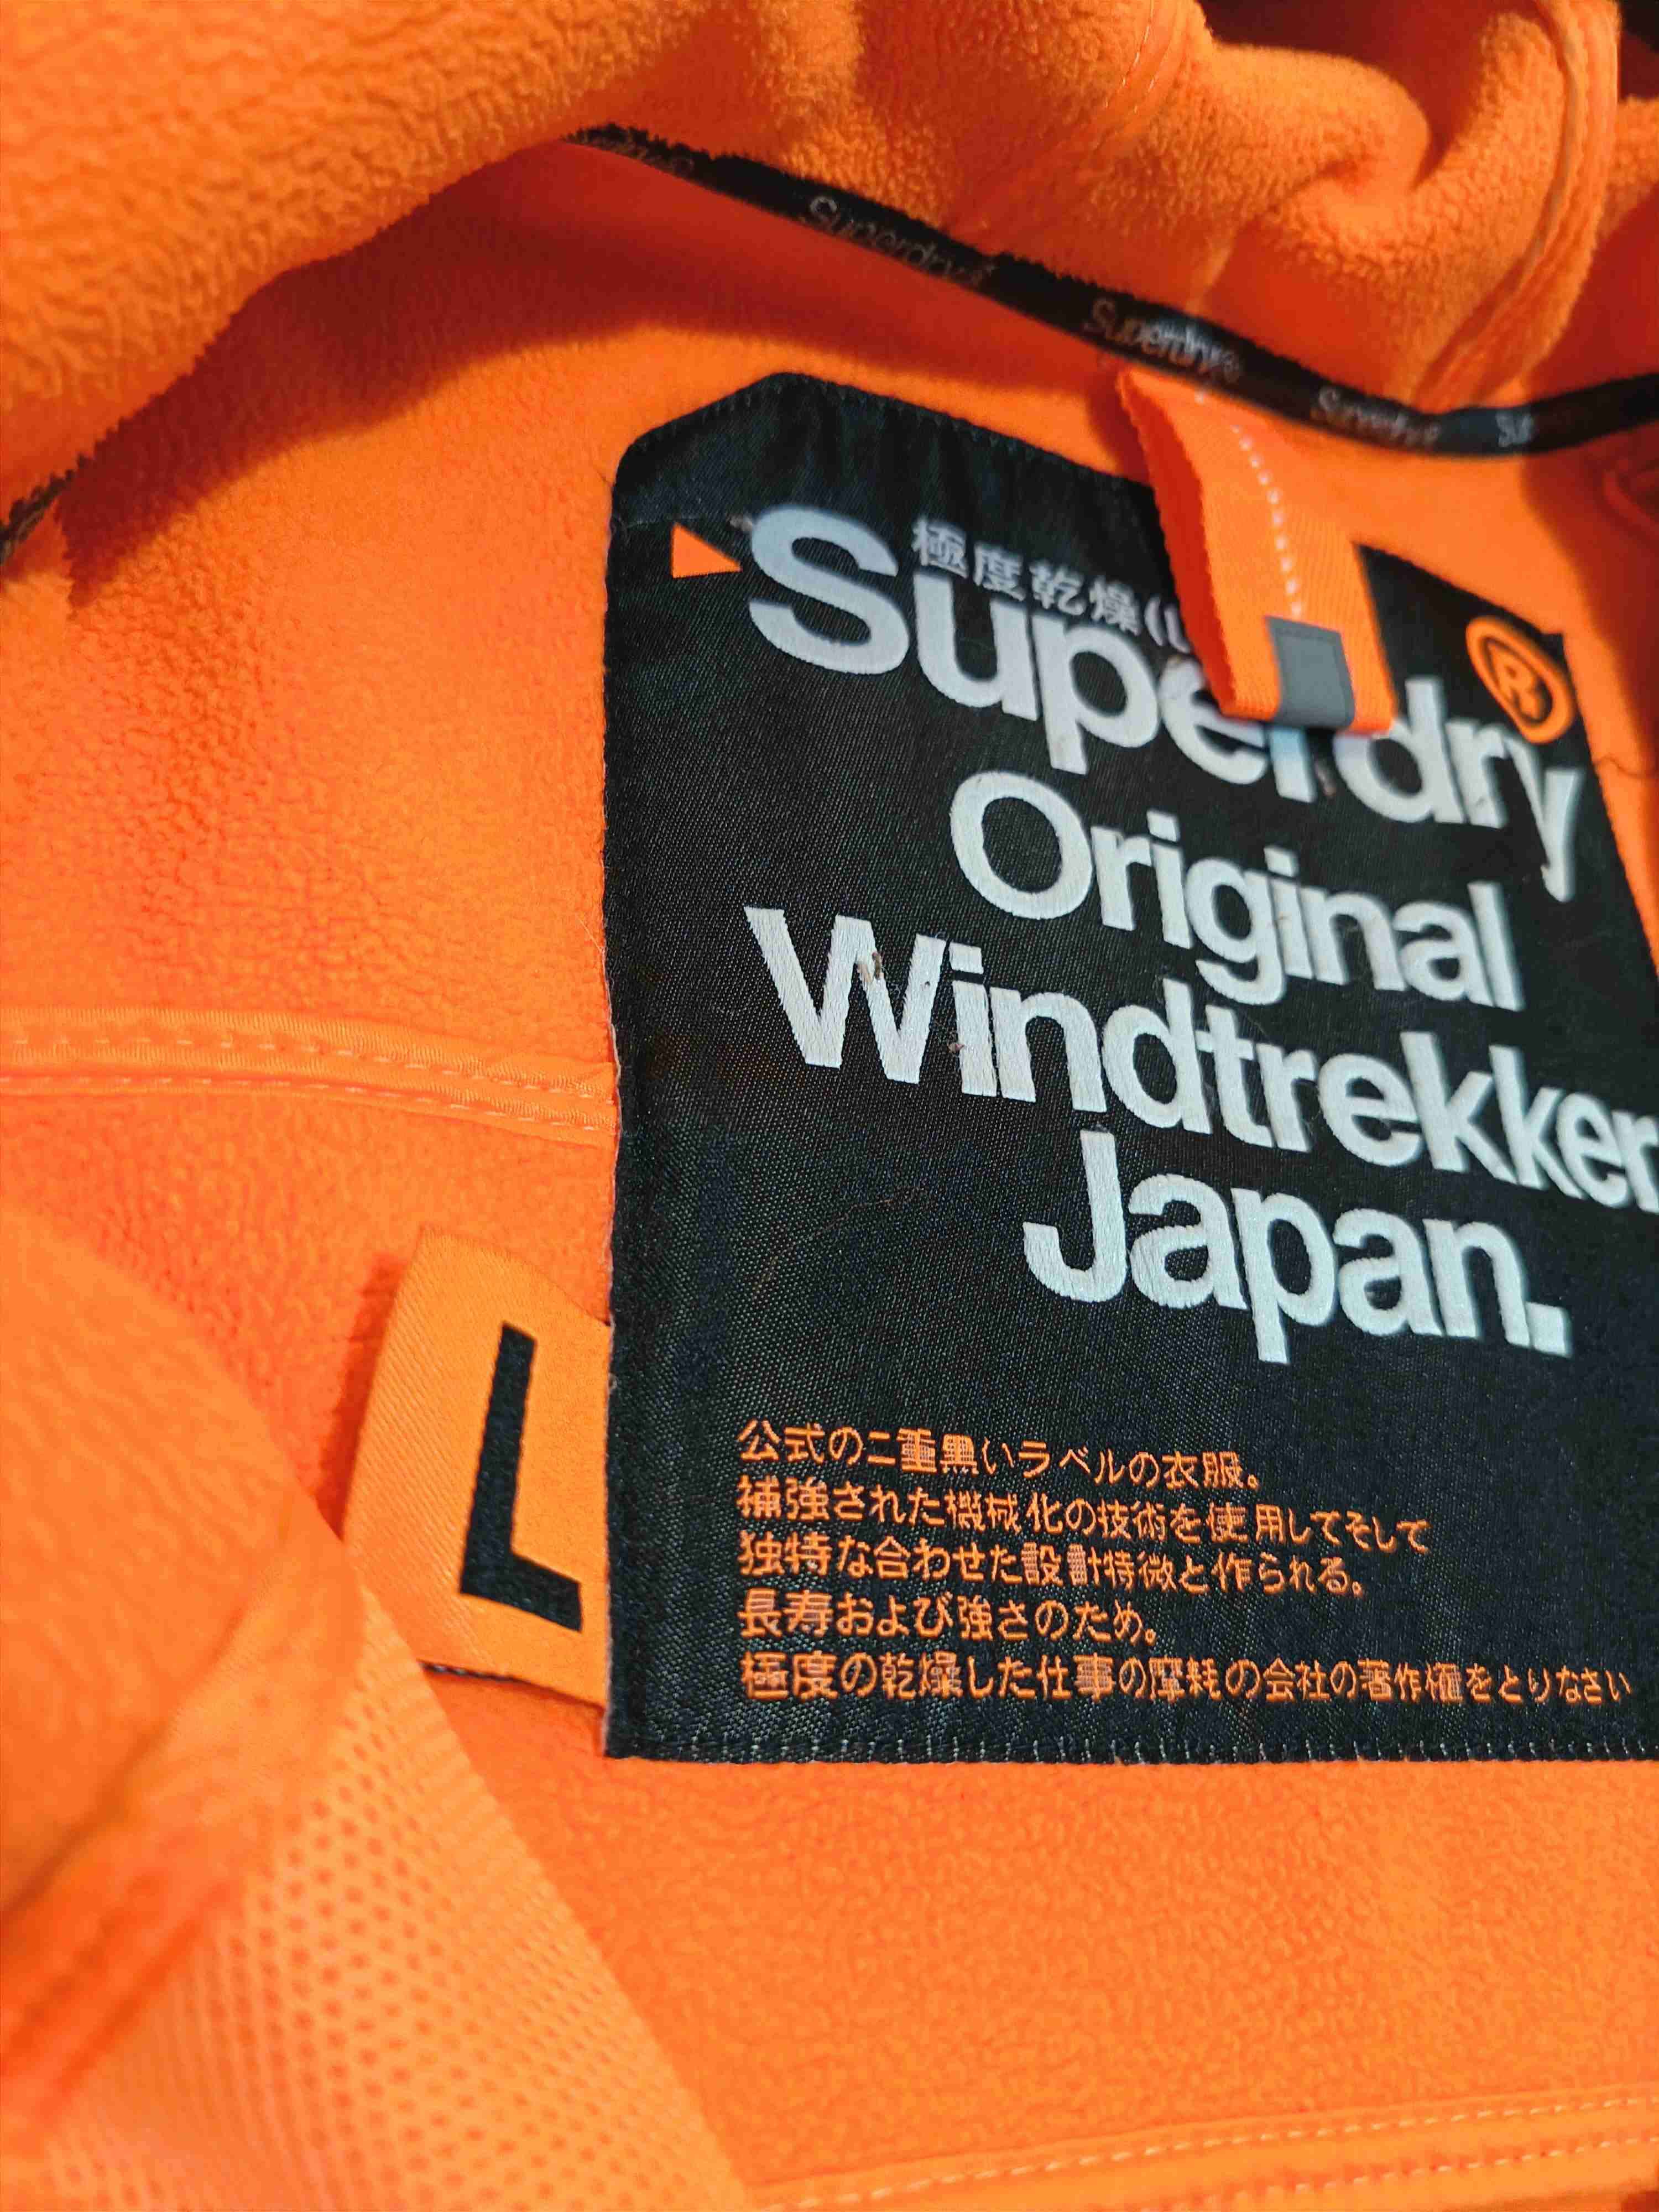 Superdry
Superdry®
Superdry
Su
極度乾燥(し
Superdry®
Original
Windtrekker
Japan.
L
公式の二重黒いラベルの衣服。
補強された機械化の技術を使用してそして
独特な合わせた設計特微と作られる。
長寿および強さのため。
極度の乾燥した仕事の摩耗の会社の著作権をとりなさい